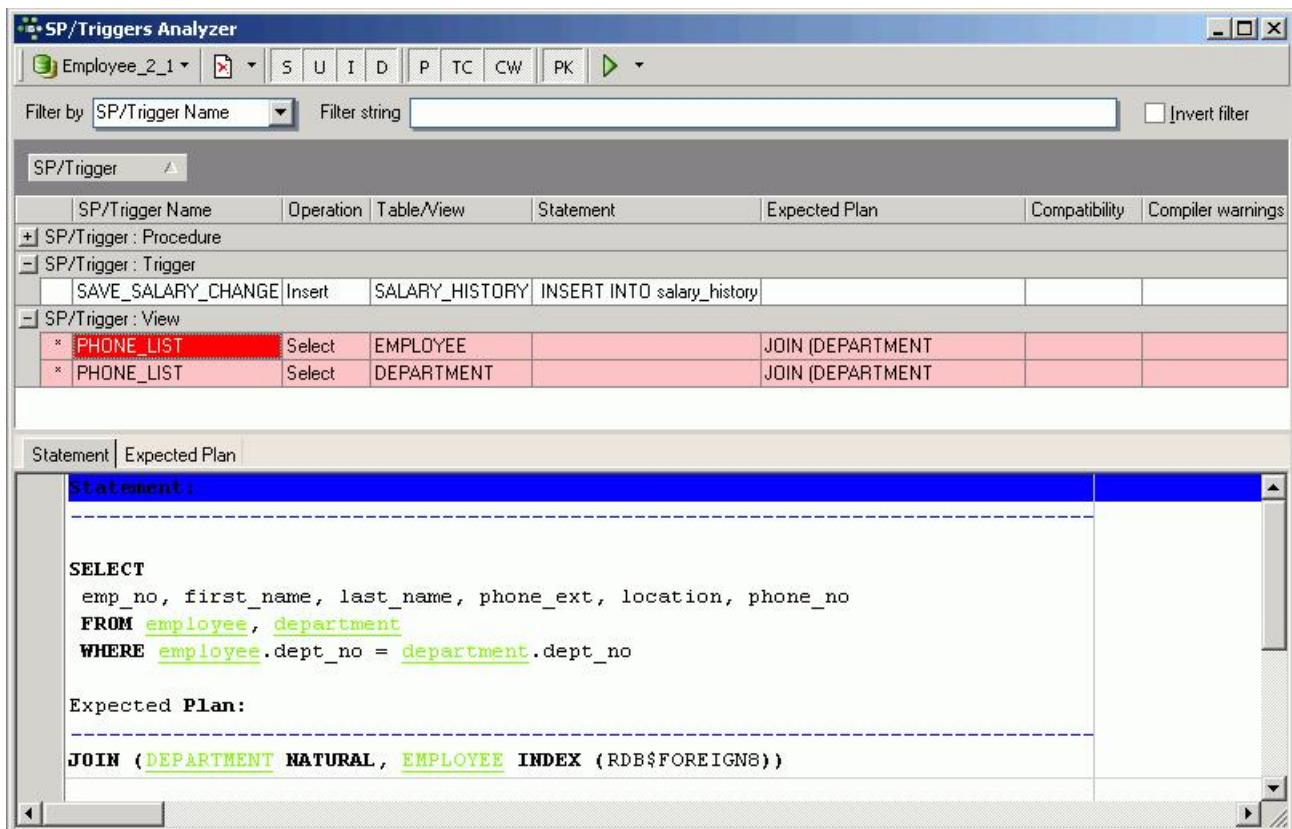 SP/Triggers Analyzer
Employee_2_1 S U I D P TC CW PK
Filter by SP/Trigger Name Filter string Invert filter
SP/Trigger
SP/Trigger Name Operation Table/View Statement Expected Plan Compatibility Compiler warnings
SP/Trigger : Procedure
SP/Trigger : Trigger
SAVE_SALARY_CHANGE Insert SALARY_HISTORY INSERT INTO salary_history
SP/Trigger : View
* PHONE_LIST Select EMPLOYEE JOIN (DEPARTMENT
* PHONE_LIST Select DEPARTMENT JOIN (DEPARTMENT
Statement Expected Plan
Statement:
--------------------------------------------------------------------------------
SELECT
emp_no, first_name, last_name, phone_ext, location, phone_no
FROM employee, department
WHERE employee.dept_no = department.dept_no
Expected Plan:
--------------------------------------------------------------------------------
JOIN (DEPARTMENT NATURAL, EMPLOYEE INDEX (RDB$FOREIGN8))